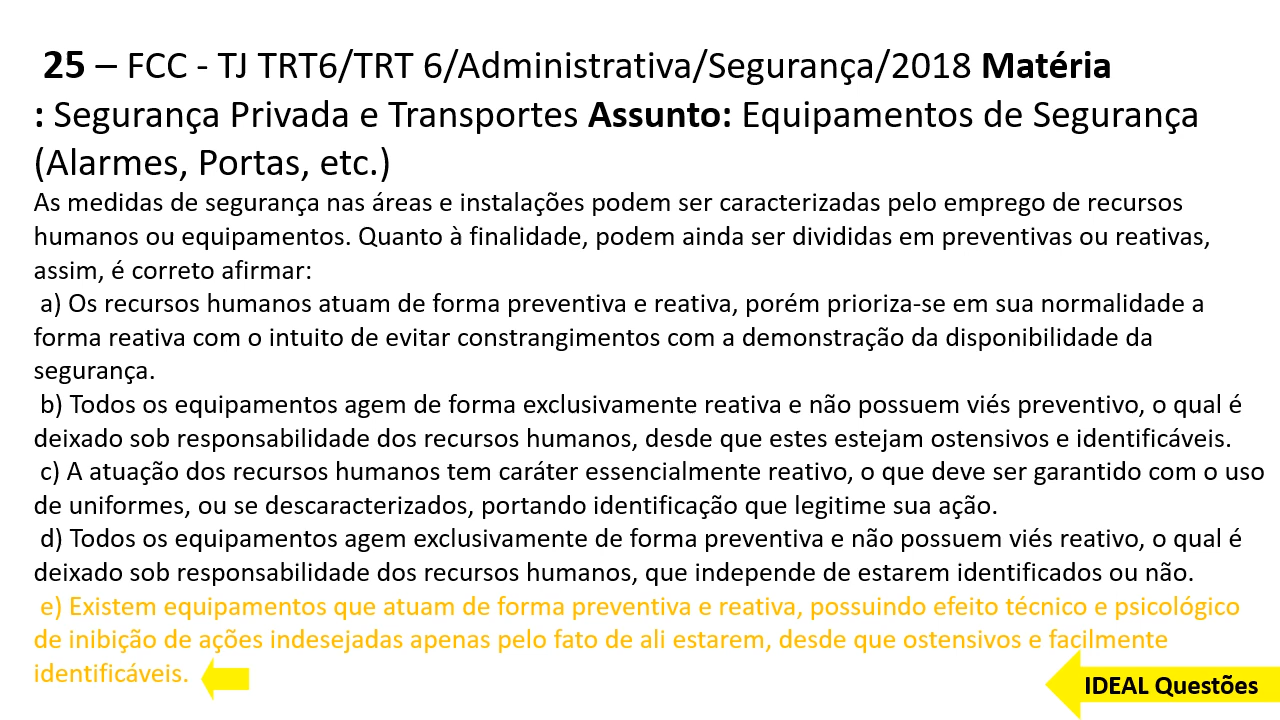 25 – FCC - TJ TRT6/TRT 6/Administrativa/Segurança/2018 Matéria
: Segurança Privada e Transportes Assunto: Equipamentos de Segurança
(Alarmes, Portas, etc.)
As medidas de segurança nas áreas e instalações podem ser caracterizadas pelo emprego de recursos
humanos ou equipamentos. Quanto à finalidade, podem ainda ser divididas em preventivas ou reativas,
assim, é correto afirmar:
a) Os recursos humanos atuam de forma preventiva e reativa, porém prioriza-se em sua normalidade a
forma reativa com o intuito de evitar constrangimentos com a demonstração da disponibilidade da
segurança.
b) Todos os equipamentos agem de forma exclusivamente reativa e não possuem viés preventivo, o qual é
deixado sob responsabilidade dos recursos humanos, desde que estes estejam ostensivos e identificáveis.
c) A atuação dos recursos humanos tem caráter essencialmente reativo, o que deve ser garantido com o uso
de uniformes, ou se descaracterizados, portando identificação que legitime sua ação.
d) Todos os equipamentos agem exclusivamente de forma preventiva e não possuem viés reativo, o qual é
deixado sob responsabilidade dos recursos humanos, que independe de estarem identificados ou não.
e) Existem equipamentos que atuam de forma preventiva e reativa, possuindo efeito técnico e psicológico
de inibição de ações indesejadas apenas pelo fato de ali estarem, desde que ostensivos e facilmente
identificáveis.
IDEAL Questões